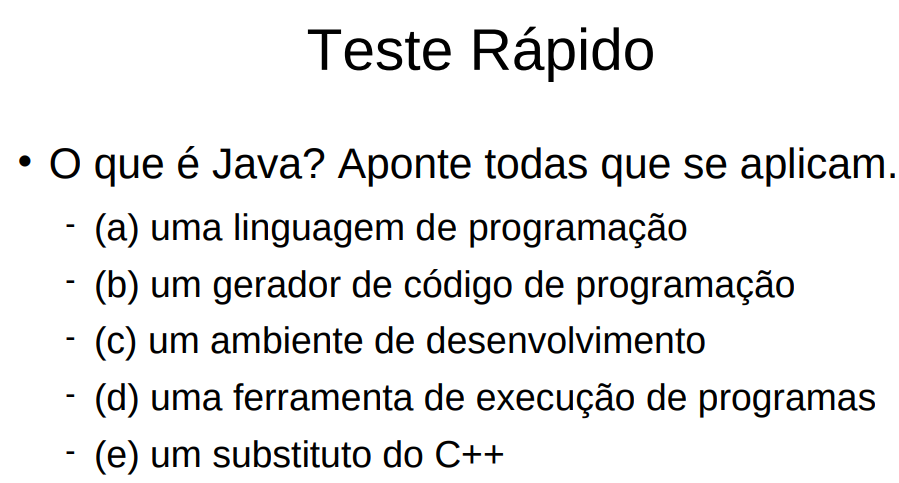 Teste Rápido
• O que é Java? Aponte todas que se aplicam.
- (a) uma linguagem de programação
- (b) um gerador de código de programação
- (c) um ambiente de desenvolvimento
- (d) uma ferramenta de execução de programas
- (e) um substituto do C++